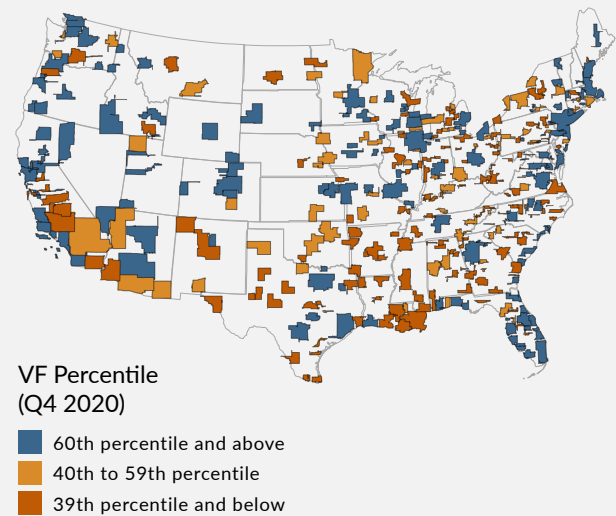 VF Percentile
(Q4 2020)
60th percentile and above
40th to 59th percentile
39th percentile and below